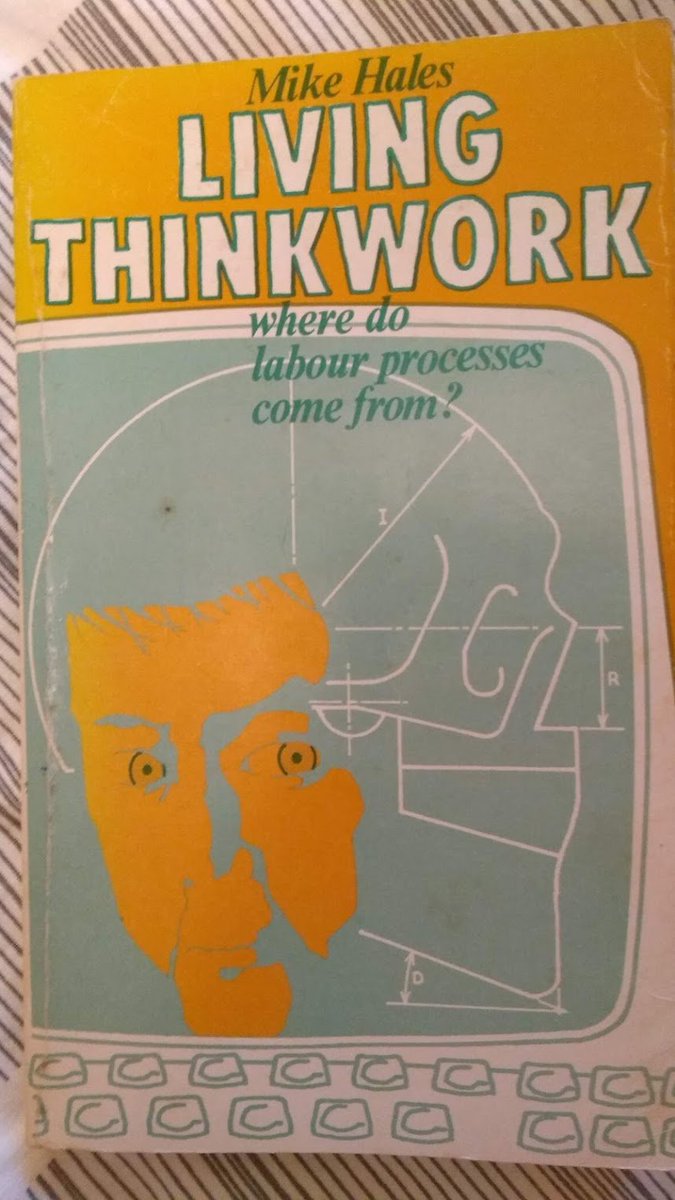 Mike Hales
LIVING
THINKWORK
where do
labour processes
come from?
I
R
D